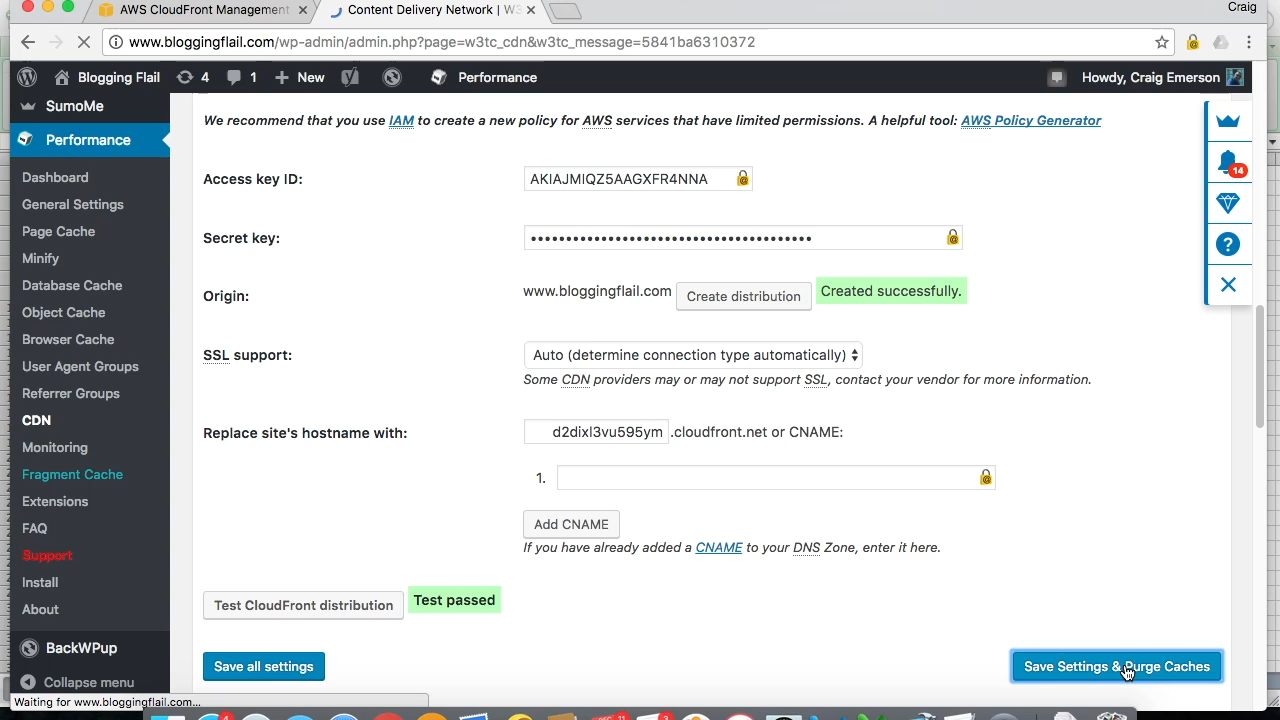 AWS CloudFront Management Content Delivery Network | W3 Craig
www.bloggingflail.com/wp-admin/admin.php?page=w3tc_cdn&w3tc_message=5841ba6310372
Blogging Flail 4 1 New Performance Howdy, Craig Emerson
SumoMe
Performance
Dashboard
General Settings
Page Cache
Minify
Database Cache
Object Cache
Browser Cache
User Agent Groups
Referrer Groups
CDN
Monitoring
Fragment Cache
Extensions
FAQ
Support
Install
About
BackWPup
Collapse menu
We recommend that you use IAM to create a new policy for AWS services that have limited permissions. A helpful tool: AWS Policy Generator
Access key ID: AKIAJMIQZ5AAGXFR4NNA
Secret key: ••••••••••••••••••••••••••••••••••••••••
Origin: www.bloggingflail.com Create distribution Created successfully.
SSL support: Auto (determine connection type automatically)
Some CDN providers may or may not support SSL, contact your vendor for more information.
Replace site's hostname with: d2dixl3vu595ym .cloudfront.net or CNAME:
1.
Add CNAME
If you have already added a CNAME to your DNS Zone, enter it here.
Test CloudFront distribution Test passed
Save all settings Save Settings & Purge Caches
14
?
Waiting for www.bloggingflail.com...
4 11 3